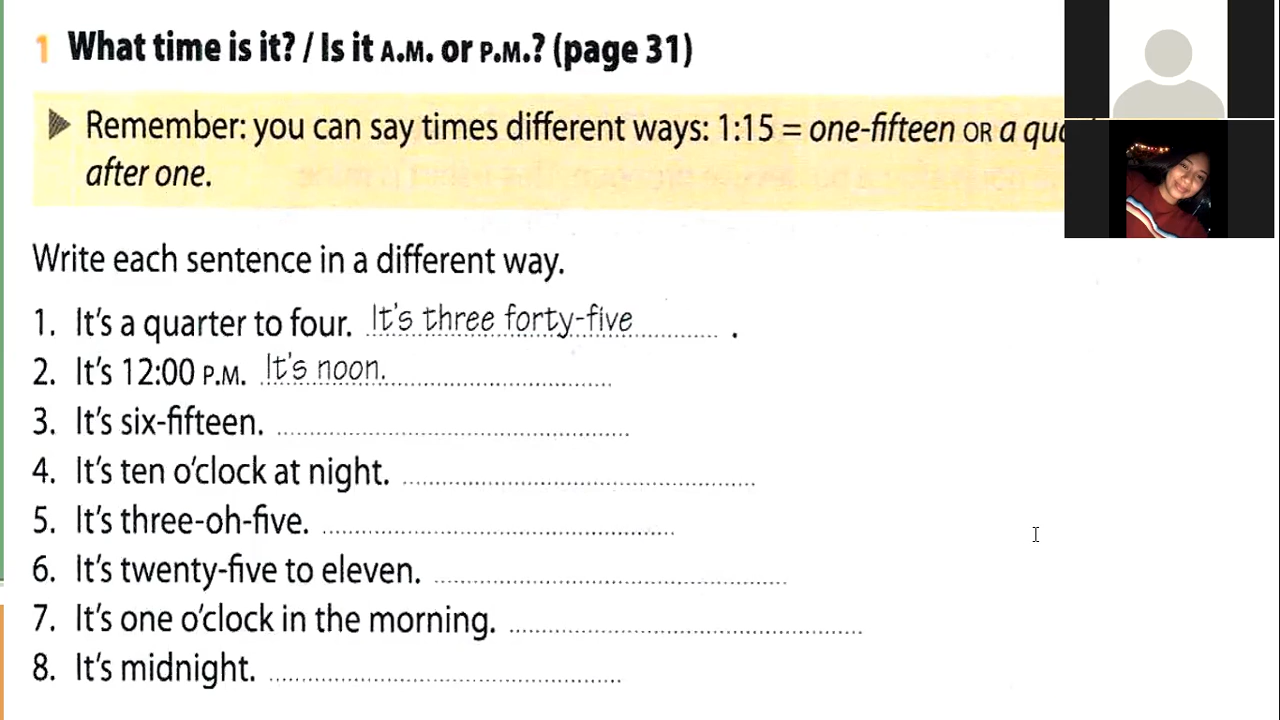 1 What time is it? / Is it A.M. or P.M.? (page 31)
Remember: you can say times different ways: 1:15 = one-fifteen OR a
after one.
Write each sentence in a different way.
1. It's a quarter to four. It's three forty-five .
2. It's 12:00 P.M. It's noon.
3. It's six-fifteen.
4. It's ten o'clock at night.
5. It's three-oh-five.
6. It's twenty-five to eleven.
7. It's one o'clock in the morning.
8. It's midnight.